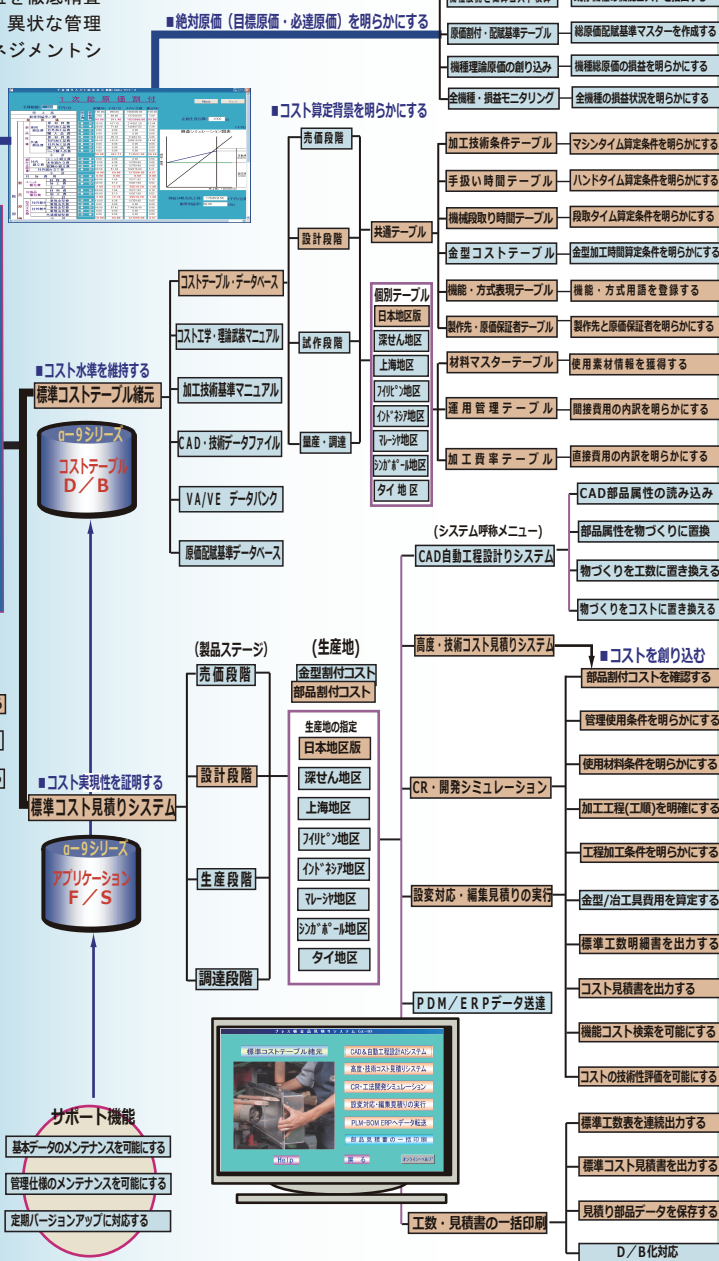 を徹底精査
異状な管理
ネジメントシ
■絶対原価（目標原価・必達原価）を明らかにする
原価割付・配賦基準テーブル
総原価配賦基準マスターを作成する
機種理論原価の創り込み
機種総原価の損益を明らかにする
全機種・損益モニタリング
全機種の損益状況を明らかにする
1次総原価割付
■コスト算定背景を明らかにする
売価段階
設計段階
試作段階
量産・調達
共通テーブル
加工技術条件テーブル
マシンタイム算定条件を明らかにする
手扱い時間テーブル
ハンドタイム算定条件を明らかにする
機械段取り時間テーブル
段取タイム算定条件を明らかにする
金型コストテーブル
金型加工時間算定条件を明らかにする
機能・方式表現テーブル
機能・方式用語を登録する
製作先・原価保証者テーブル
製作先と原価保証者を明らかにする
材料マスターテーブル
使用素材情報を獲得する
運用管理テーブル
間接費用の内訳を明らかにする
加工費率テーブル
直接費用の内訳を明らかにする
個別テーブル
日本地区版
深せん地区
上海地区
フィリピン地区
インドネシア地区
マレーシヤ地区
シンガポール地区
タイ地区
■コスト水準を維持する
標準コストテーブル緒元
α－9シリーズ
コストテーブル
D／B
コストテーブル・データベース
コスト工学・理論武装マニュアル
加工技術基準マニュアル
CAD・技術データファイル
VA/VE データバンク
原価配賦基準データベース
(システム呼称メニュー)
CAD自動工程設計りシステム
CAD部品属性の読み込み
部品属性を物づくりに置換
物づくりを工数に置き換える
物づくりをコストに置き換える
高度・技術コスト見積りシステム
■コストを創り込む
部品割付コストを確認する
管理使用条件を明らかにする
使用材料条件を明らかにする
加工工程(工順)を明確にする
工程加工条件を明らかにする
金型/冶工具費用を算定する
標準工数明細書を出力する
コスト見積書を出力する
機能コスト検索を可能にする
コストの技術性評価を可能にする
CR・開発シミュレーション
設変対応・編集見積りの実行
PDM／ERPデータ送達
工数・見積書の一括印刷
標準工数表を連続出力する
標準コスト見積書を出力する
見積り部品データを保存する
D／B化対応
(製品ステージ)
売価段階
設計段階
生産段階
調達段階
(生産地)
金型割付コスト
部品割付コスト
生産地の指定
日本地区版
深せん地区
上海地区
フィリピン地区
インドネシア地区
マレーシヤ地区
シンガポール地区
タイ地区
■コスト実現性を証明する
標準コスト見積りシステム
α－9シリーズ
アプリケーション
F／S
標準コストテーブル緒元
CAD＆自動工程設計AIシステム
高度・技術コスト見積りシステム
CR・工法開発シミュレーション
設変対応・編集見積りの実行
PLM-BOM ERPへデータ転送
部品見積書の一括印刷
Help
戻る
サポート機能
基本データのメンテナンスを可能にする
管理仕様のメンテナンスを可能にする
定期バージョンアップに対応する